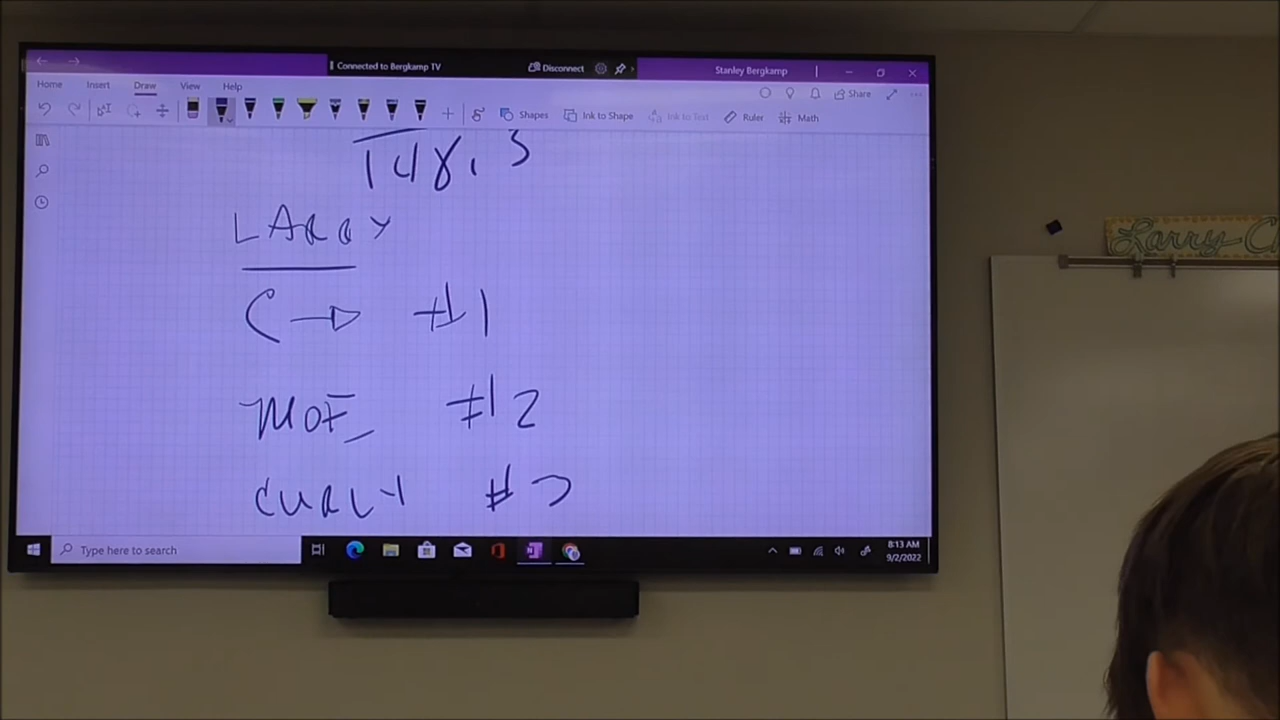 Connected to Bergkamp TV
Disconnect
Stanley Bergkamp
Home Insert Draw View Help
Share
Shapes
Ink to Shape
Ink to Text
Ruler
Math
148.3
LARRY
C → #1
MOE #2
CURLY #
Larry
Type here to search
8:13 AM
9/2/2022